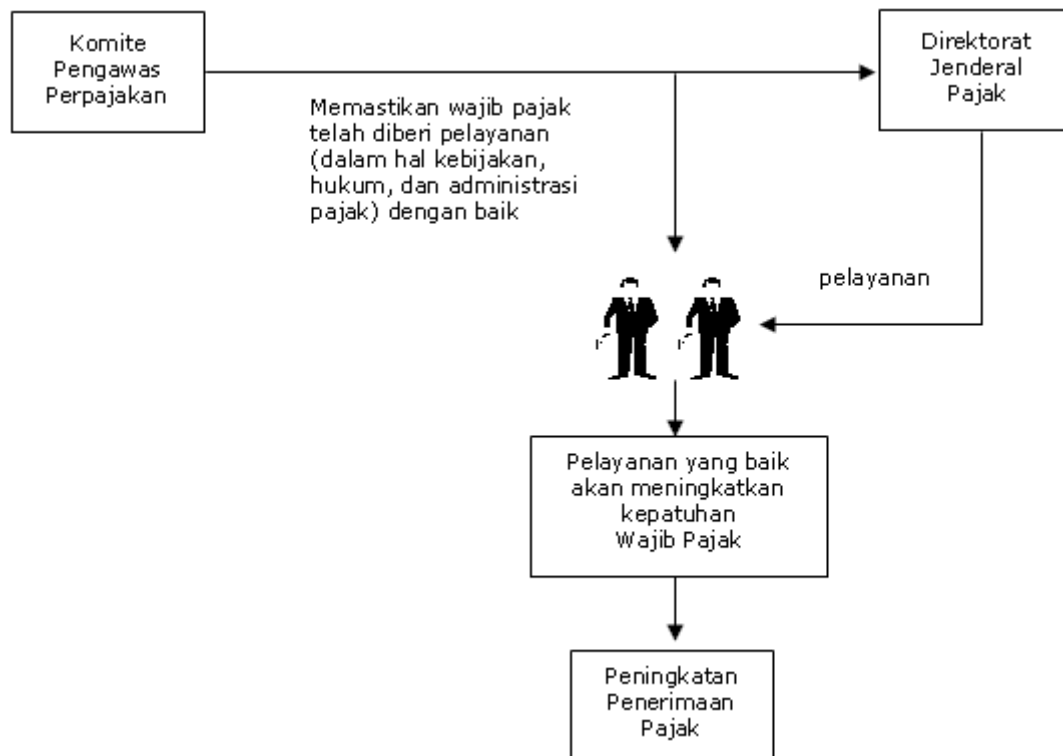 Komite
Pengawas
Perpajakan
Direktorat
Jenderal
Pajak
Memastikan wajib pajak
telah diberi pelayanan
(dalam hal kebijakan,
hukum, dan administrasi
pajak) dengan baik
pelayanan
Pelayanan yang baik
akan meningkatkan
kepatuhan
Wajib Pajak
Peningkatan
Penerimaan
Pajak